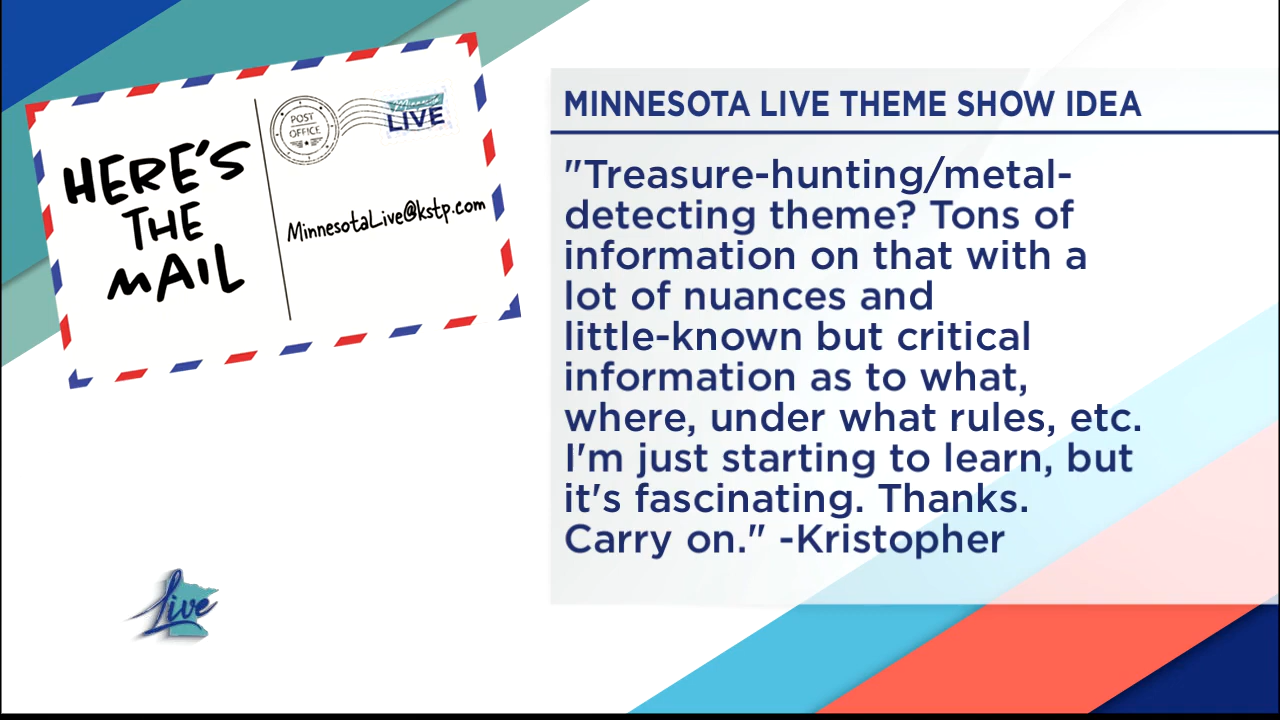 HERE'S
THE
MAIL
POST
OFFICE
Minnesota
LIVE
MinnesotaLive@kstp.com
MINNESOTA LIVE THEME SHOW IDEA
"Treasure-hunting/metal-
detecting theme? Tons of
information on that with a
lot of nuances and
little-known but critical
information as to what,
where, under what rules, etc.
I'm just starting to learn, but
it's fascinating. Thanks.
Carry on." -Kristopher
Live